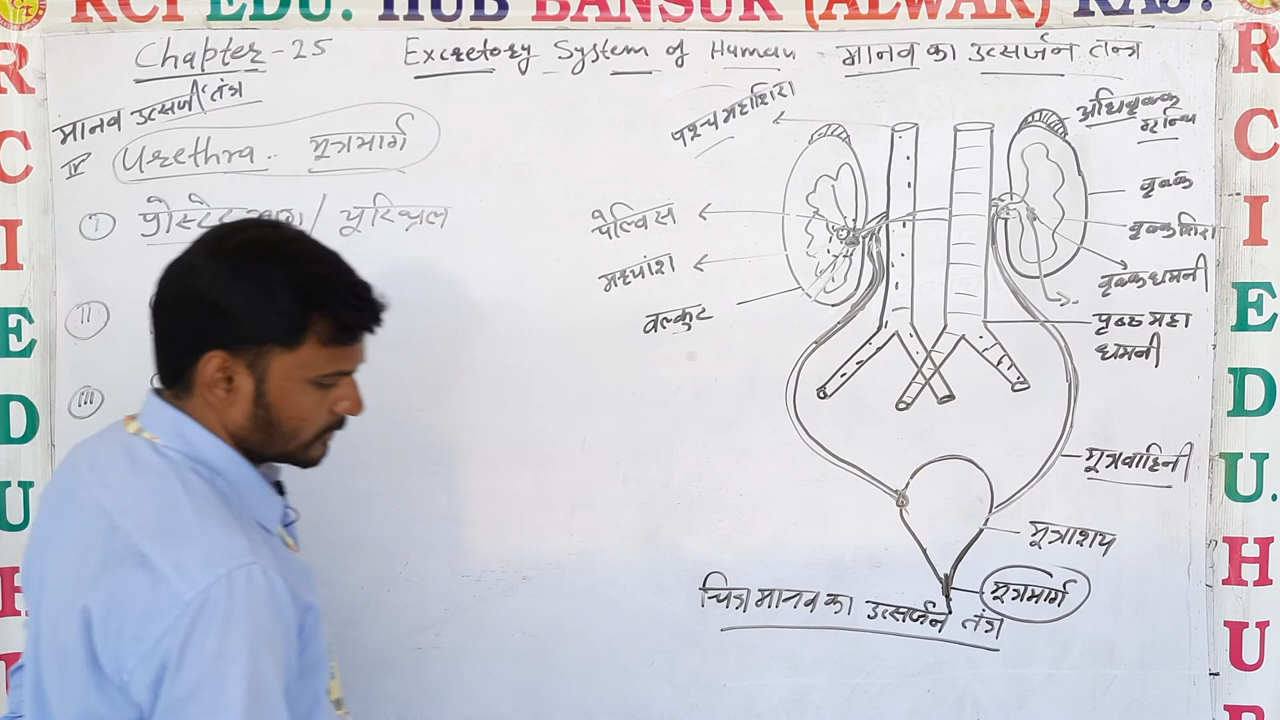 RCI EDU. HUB BANSUR (ALWAR) RAJ.
Chapter-25 Excretory System of Human - मानव का उत्सर्जन तन्त्र
मानव उत्सर्जी तंत्र
IV Urethra.. मूत्रमार्ग
I प्रोस्टेट / यूरिथ्रल
II
III
पश्च महाशिरा
पेल्विस
मध्यांश
वल्कुट
अधिवृक्क
ग्रन्थि
वृक्क
वृक्क शिरा
वृक्क धमनी
पृष्ठ महा
धमनी
मूत्रवाहिनी
मूत्राशय
मूत्रमार्ग
चित्र मानव का उत्सर्जन तंत्र
R
C
I
E
D
U
H
R
C
I
E
D
U.
H
U